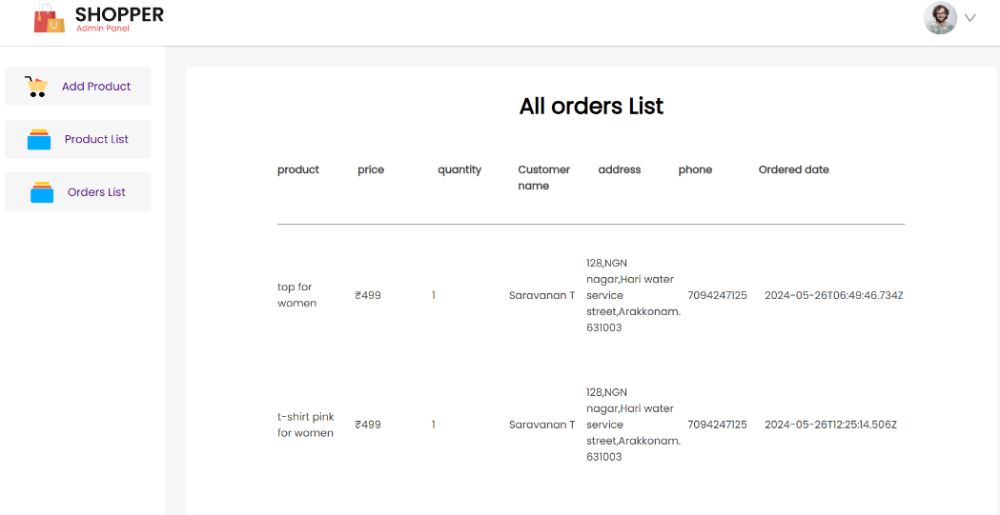 SHOPPER
Admin Panel
Add Product
Product List
Orders List
All orders List
product price quantity Customer name address phone Ordered date
top for women ₹499 1 Saravanan T 128,NGN nagar,Hari water service street,Arakkonam. 631003 7094247125 2024-05-26T06:49:46.734Z
t-shirt pink for women ₹499 1 Saravanan T 128,NGN nagar,Hari water service street,Arakkonam. 631003 7094247125 2024-05-26T12:25:14.506Z